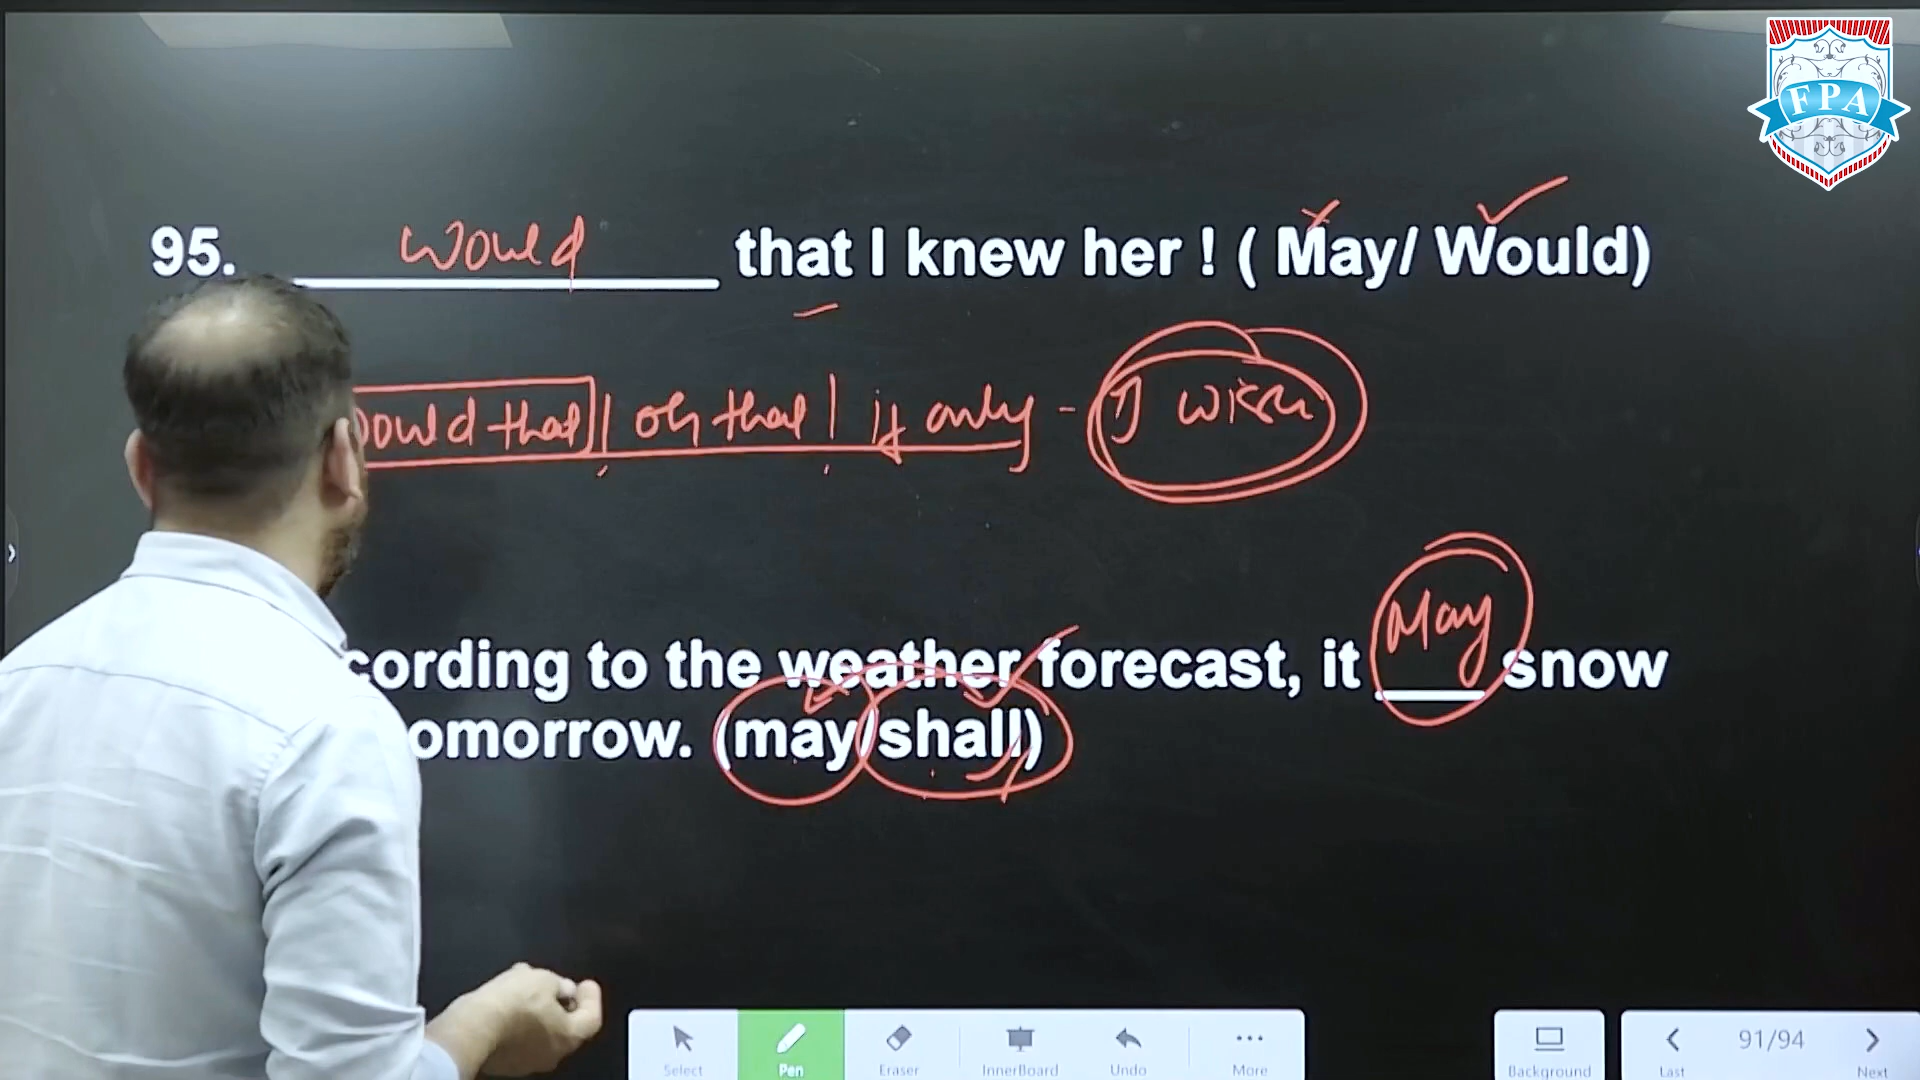 FPA
95. would that I knew her ! ( May/ Would)
ould that | oh that | if only - I wish
cording to the weather forecast, it May snow
omorrow. (may/shall)
Select Pen Eraser InnerBoard Undo More Background Last 91/94 Next